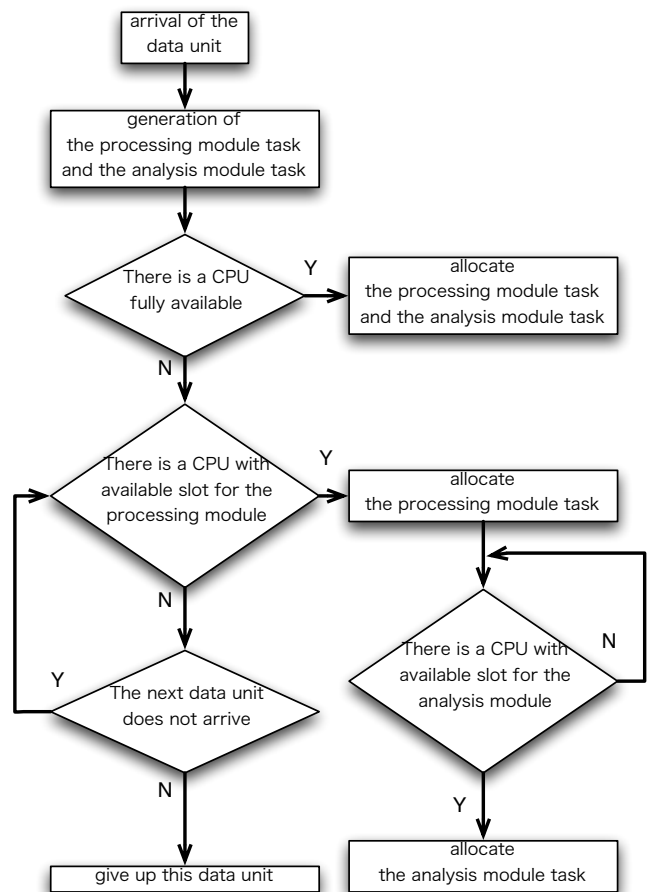 arrival of the
data unit
generation of
the processing module task
and the analysis module task
There is a CPU
fully available
Y
allocate
the processing module task
and the analysis module task
N
There is a CPU with
available slot for the
processing module
Y
allocate
the processing module task
N
There is a CPU with
available slot for the
analysis module
N
Y
The next data unit
does not arrive
N
Y
give up this data unit
allocate
the analysis module task